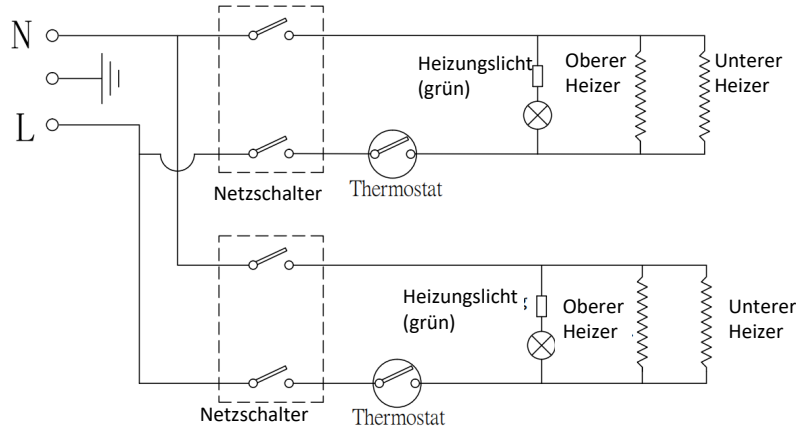 N
L
Heizungslicht
(grün)
Oberer
Heizer
Unterer
Heizer
Netzschalter
Thermostat
Heizungslicht
(grün)
Oberer
Heizer
Unterer
Heizer
Netzschalter
Thermostat